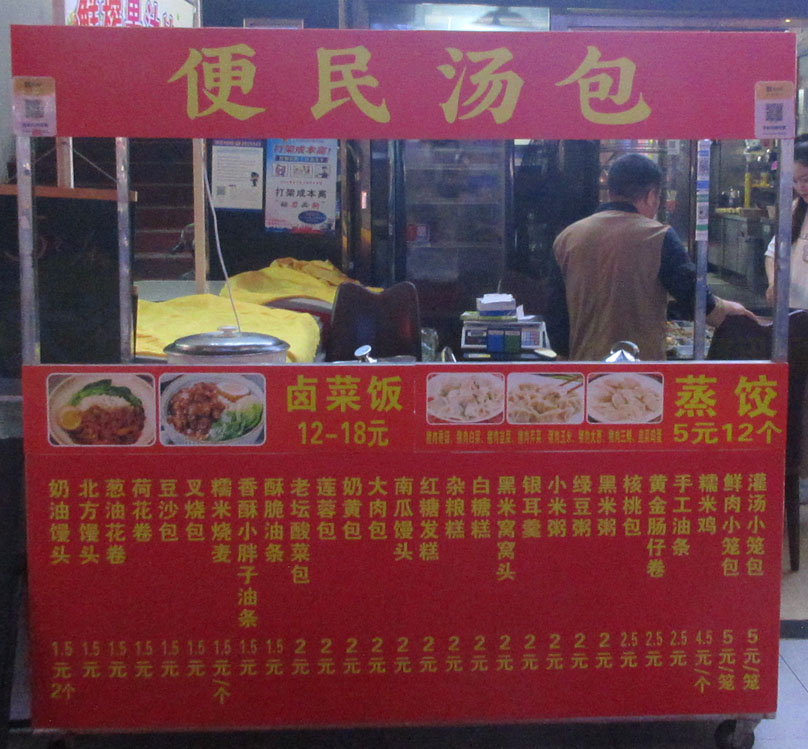 便民汤包
打架成本高!
打架成本高
卤菜饭
12-18元
蒸饺
5元12个
奶油馒头 1.5元2个
北方馒头 1.5元
葱油花卷 1.5元
荷花卷 1.5元
豆沙包 1.5元
叉烧包 1.5元
糯米烧麦 1.5元/个
香酥小胖子油条 1.5元
酥脆油条 1.5元
老坛酸菜包 2元
莲蓉包 2元
奶黄包 2元
大肉包 2元
南瓜馒头 2元
红糖发糕 2元
杂粮糕 2元
白糖糕 2元
黑米窝窝头 2元
银耳羹 2元
小米粥 2元
绿豆粥 2元
黑米粥 2元
核桃包 2.5元
黄金肠仔卷 2.5元
手工油条 2.5元
糯米鸡 4.5元/个
鲜肉小笼包 5元/笼
灌汤小笼包 5元/笼